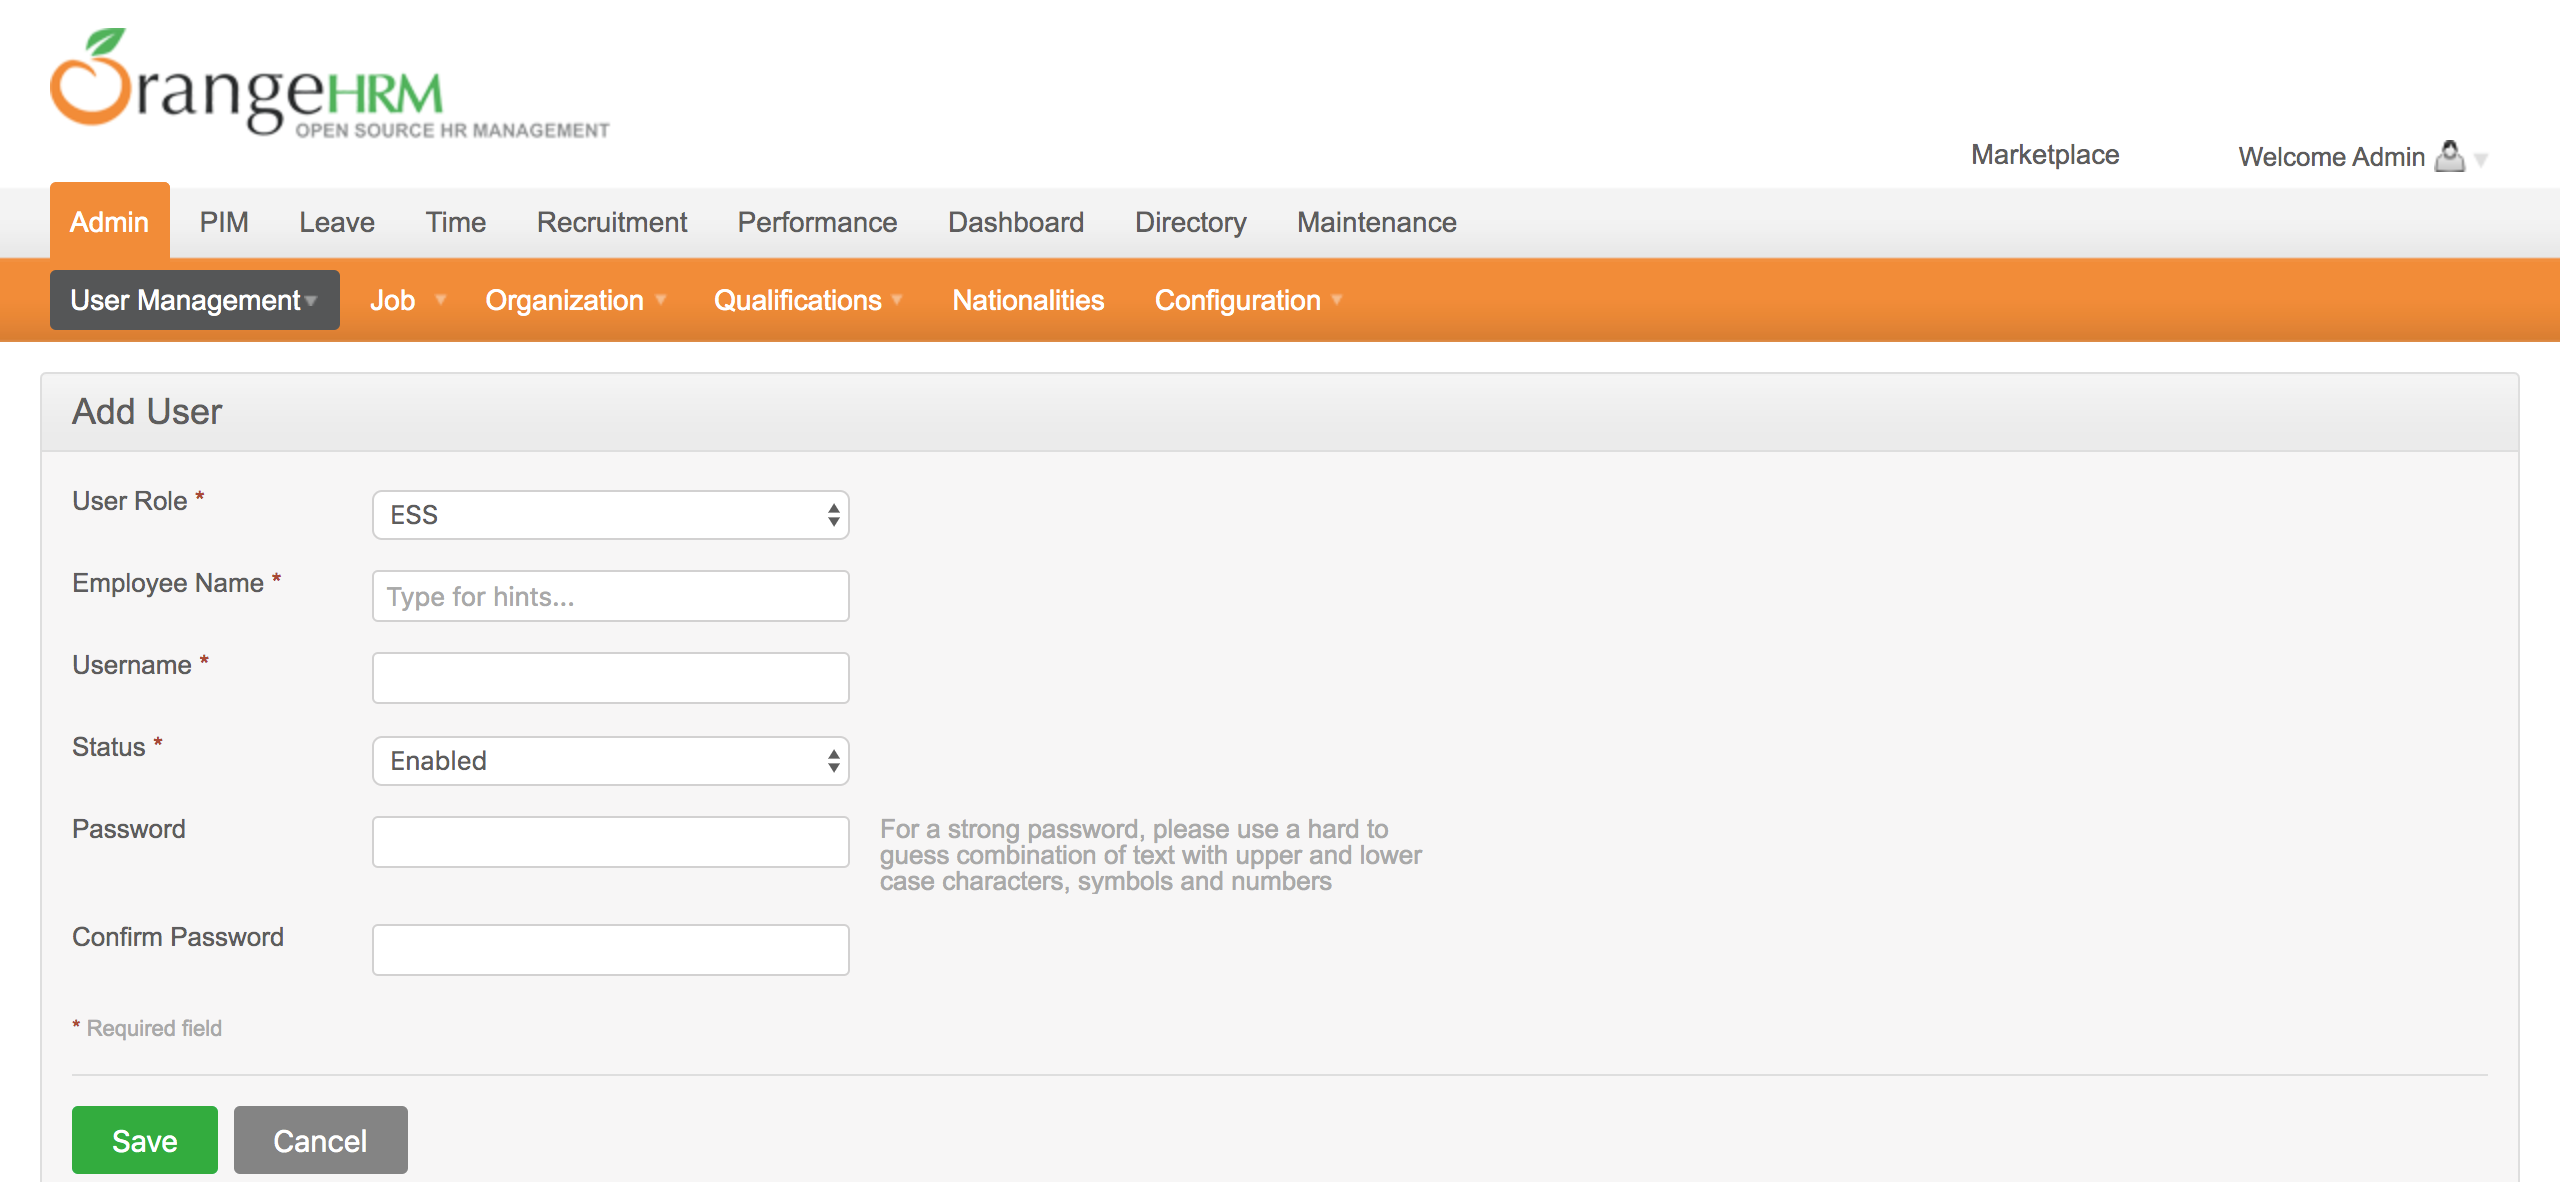 OrangeHRM
OPEN SOURCE HR MANAGEMENT
Marketplace
Welcome Admin
Admin PIM Leave Time Recruitment Performance Dashboard Directory Maintenance
User Management Job Organization Qualifications Nationalities Configuration
Add User
User Role *
ESS
Employee Name *
Type for hints...
Username *
Status *
Enabled
Password
For a strong password, please use a hard to
guess combination of text with upper and lower
case characters, symbols and numbers
Confirm Password
* Required field
Save Cancel